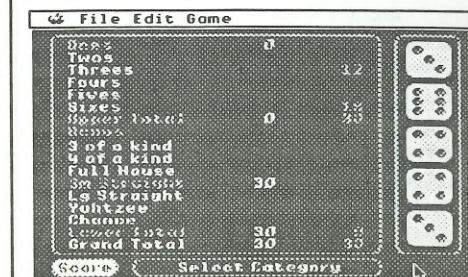 File Edit Game
Ones 0
Twos
Threes 12
Fours
Fives
Sixes 18
Upper Total 0 30
Bonus
3 of a kind
4 of a kind
Full House
Sm Straight 30
Lg Straight
Yahtzee
Chance
Lower Total 30 0
Grand Total 30 30
Score Select Category